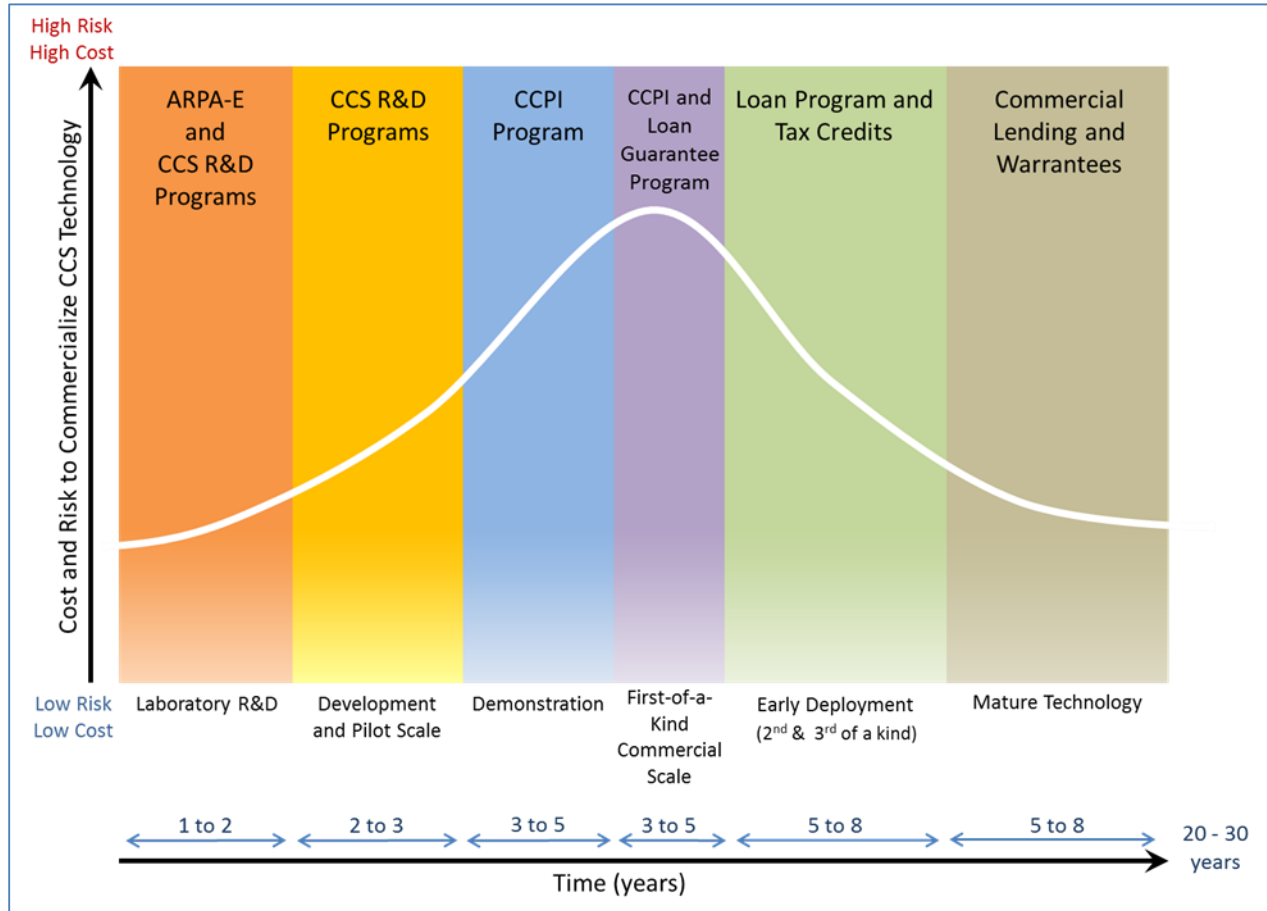 High Risk
High Cost
Cost and Risk to Commercialize CCS Technology
ARPA-E
and
CCS R&D
Programs
CCS R&D
Programs
CCPI
Program
CCPI and
Loan
Guarantee
Program
Loan Program and
Tax Credits
Commercial
Lending and
Warrantees
Low Risk
Low Cost
Laboratory R&D
Development
and Pilot Scale
Demonstration
First-of-a-
Kind
Commercial
Scale
Early Deployment
(2nd & 3rd of a kind)
Mature Technology
1 to 2
2 to 3
3 to 5
3 to 5
5 to 8
5 to 8
20 - 30
years
Time (years)